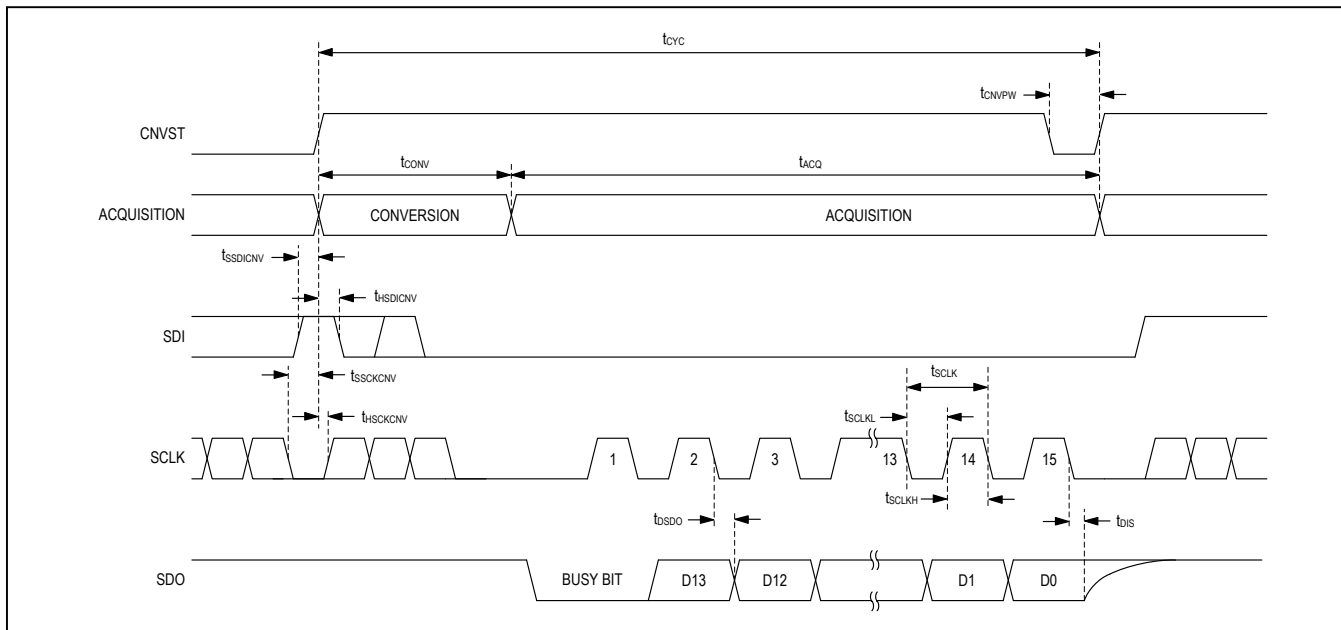 tCYC
tCNVPW
CNVST
tCONV
tACQ
ACQUISITION
CONVERSION
ACQUISITION
tSSDICNV
tHSDICNV
SDI
tSSCKCNV
tSCLK
tHSCKCNV
tSCLKL
SCLK
1
2
3
13
14
15
tSCLKH
tDSDO
tDIS
SDO
BUSY BIT
D13
D12
D1
D0